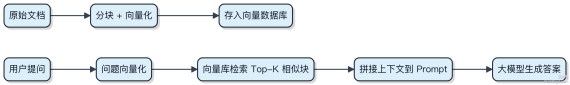 原始文档
分块 + 向量化
存入向量数据库
用户提问
问题向量化
向量库检索 Top-K 相似块
拼接上下文到 Prompt
大模型生成答案